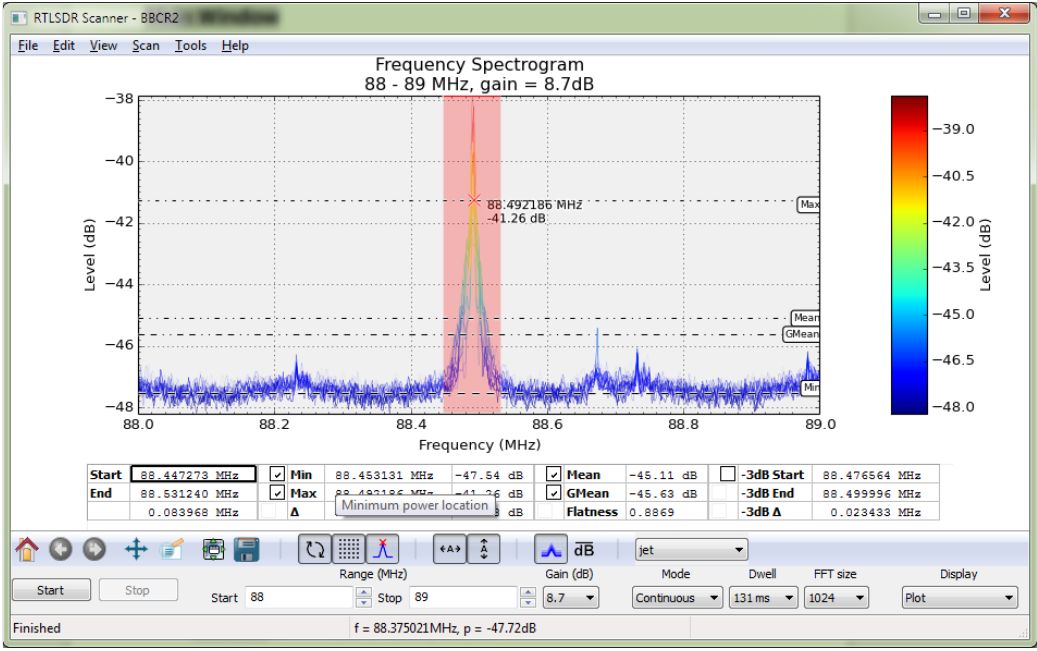 RTLSDR Scanner - BBCR2
File Edit View Scan Tools Help
Frequency Spectrogram
88 - 89 MHz, gain = 8.7dB
−38
−40
−42
−44
−46
−48
Level (dB)
88.492186 MHz
-41.26 dB
Max
Mean
GMean
Min
88.0 88.2 88.4 88.6 88.8 89.0
Frequency (MHz)
−39.0
−40.5
−42.0
−43.5
−45.0
−46.5
−48.0
Level (dB)
Start 88.447273 MHz Min 88.453131 MHz -47.54 dB Mean -45.11 dB -3dB Start 88.476564 MHz
End 88.531240 MHz Max 88.492186 MHz -41.26 dB GMean -45.63 dB -3dB End 88.499996 MHz
0.083968 MHz Δ dB Flatness 0.8869 -3dB Δ 0.023433 MHz
Minimum power location
dB jet
Range (MHz) Gain (dB) Mode Dwell FFT size Display
Start Stop Start 88 Stop 89 8.7 Continuous 131 ms 1024 Plot
Finished f = 88.375021MHz, p = -47.72dB